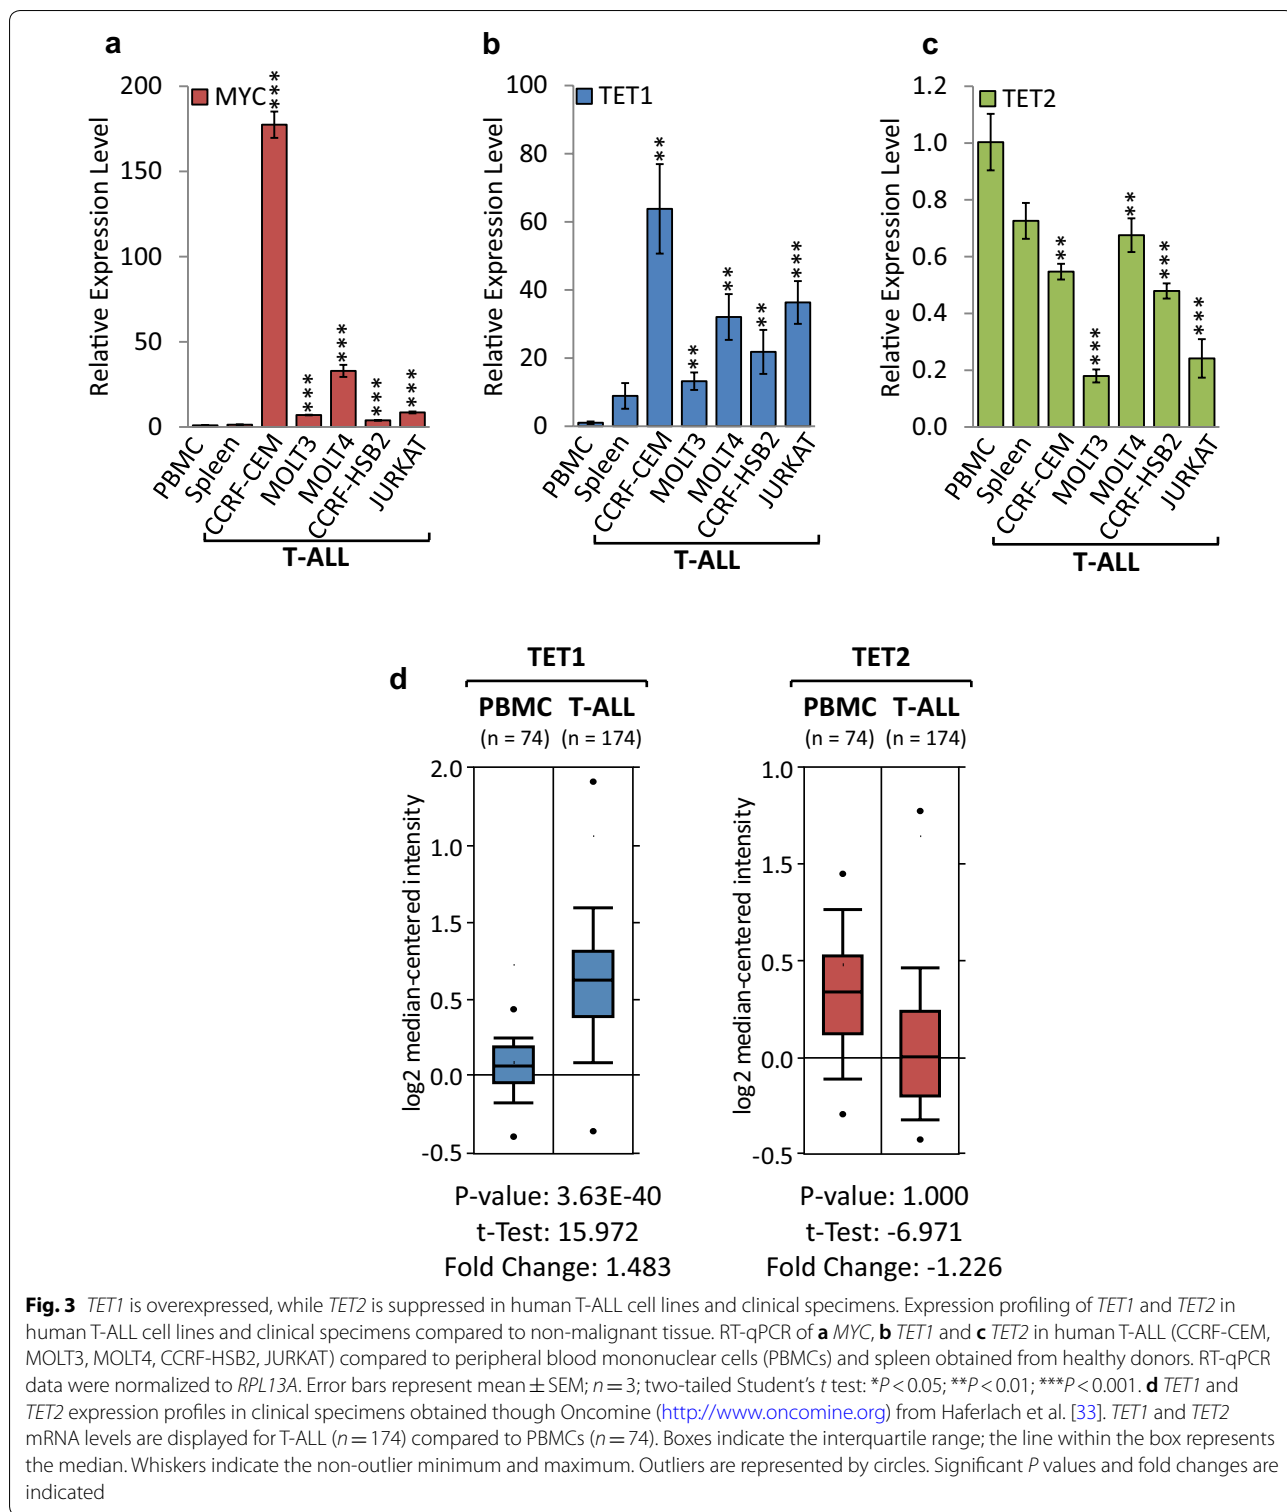 a
b
c
MYC
TET1
TET2
Relative Expression Level
200
150
100
50
0
***
***
***
***
***
PBMC
Spleen
CCRF-CEM
MOLT3
MOLT4
CCRF-HSB2
JURKAT
T-ALL
Relative Expression Level
100
80
60
40
20
0
**
**
**
**
***
PBMC
Spleen
CCRF-CEM
MOLT3
MOLT4
CCRF-HSB2
JURKAT
T-ALL
Relative Expression Level
1.2
1.0
0.8
0.6
0.4
0.2
0.0
**
***
**
***
***
PBMC
Spleen
CCRF-CEM
MOLT3
MOLT4
CCRF-HSB2
JURKAT
T-ALL
d
TET1
PBMC T-ALL
(n = 74) (n = 174)
log2 median-centered intensity
2.0
1.0
1.5
0.5
0.0
-0.5
P-value: 3.63E-40
t-Test: 15.972
Fold Change: 1.483
TET2
PBMC T-ALL
(n = 74) (n = 174)
log2 median-centered intensity
1.0
1.5
0.5
0.0
-0.5
P-value: 1.000
t-Test: -6.971
Fold Change: -1.226
Fig. 3 TET1 is overexpressed, while TET2 is suppressed in human T-ALL cell lines and clinical specimens. Expression profiling of TET1 and TET2 in
human T-ALL cell lines and clinical specimens compared to non-malignant tissue. RT-qPCR of a MYC, b TET1 and c TET2 in human T-ALL (CCRF-CEM,
MOLT3, MOLT4, CCRF-HSB2, JURKAT) compared to peripheral blood mononuclear cells (PBMCs) and spleen obtained from healthy donors. RT-qPCR
data were normalized to RPL13A. Error bars represent mean ± SEM; n = 3; two-tailed Student's t test: *P < 0.05; **P < 0.01; ***P < 0.001. d TET1 and
TET2 expression profiles in clinical specimens obtained though Oncomine (http://www.oncomine.org) from Haferlach et al. [33]. TET1 and TET2
mRNA levels are displayed for T-ALL (n = 174) compared to PBMCs (n = 74). Boxes indicate the interquartile range; the line within the box represents
the median. Whiskers indicate the non-outlier minimum and maximum. Outliers are represented by circles. Significant P values and fold changes are
indicated